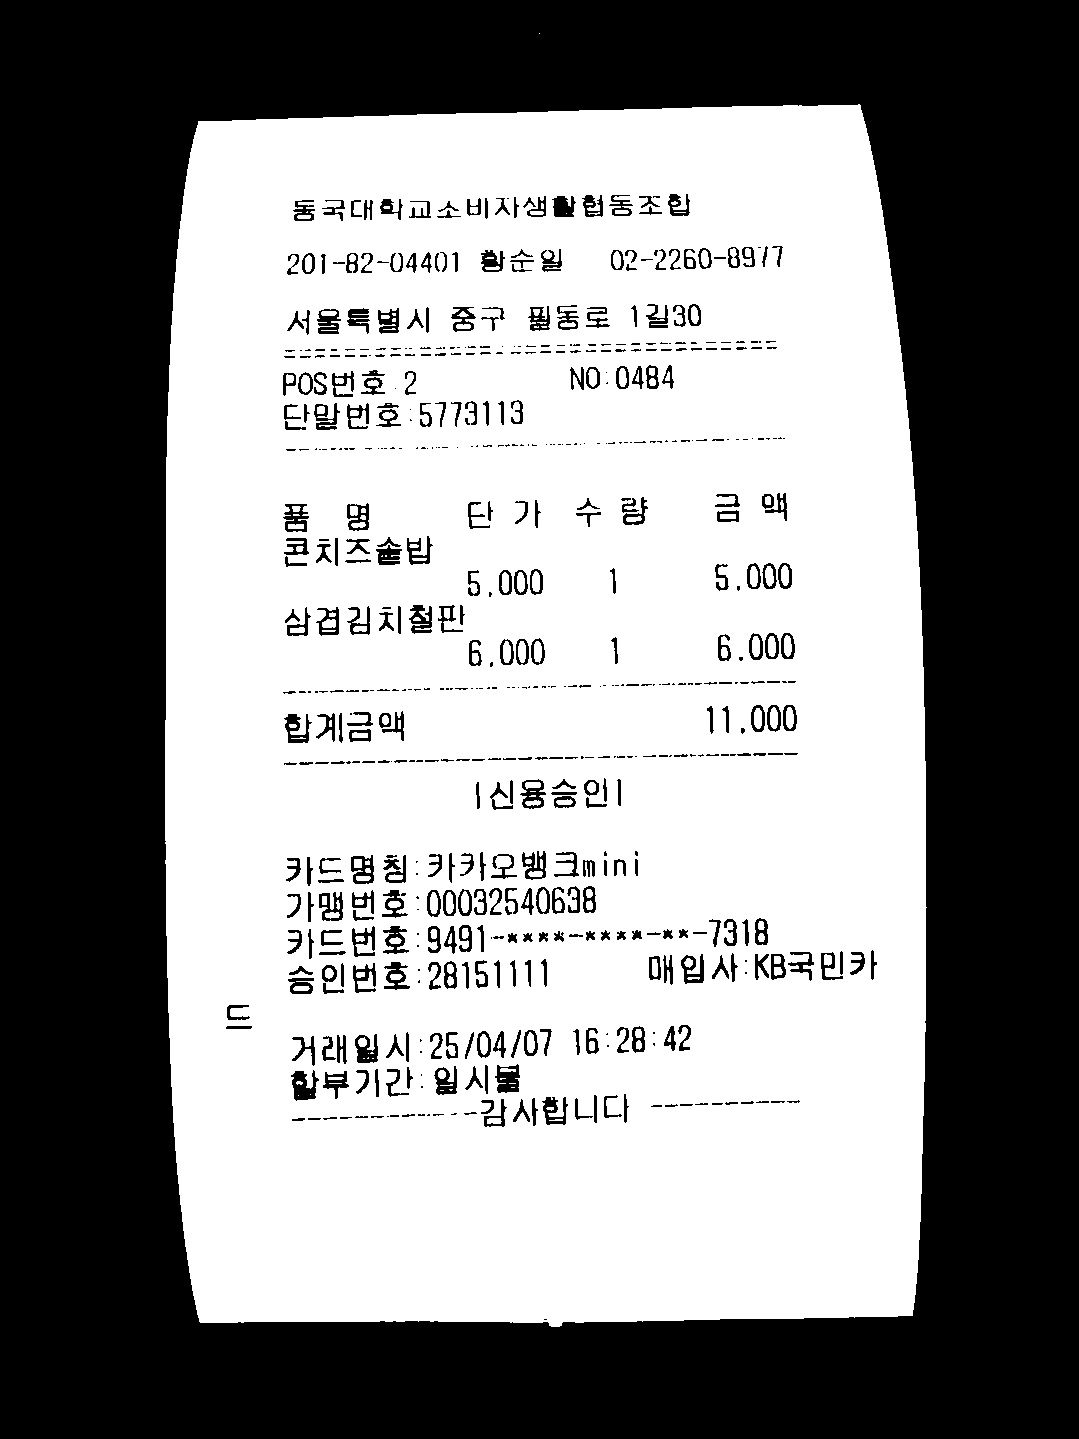 동국대학교소비자생활협동조합
201-82-04401 황순일 02-2260-8977
서울특별시 중구 필동로 1길30
POS번호:2 NO:0484
단말번호:5773113
품 명 단 가 수 량 금 액
콘치즈솥밥
5,000 1 5,000
삼겹김치철판
6,000 1 6,000
합계금액 11,000
|신용승인|
카드명칭:카카오뱅크mini
가맹번호:00032540638
카드번호:9491-****-****-**-7318
승인번호:28151111 매입사:KB국민카
드
거래일시:25/04/07 16:28:42
할부기간:일시불
-------------감사합니다 ----------